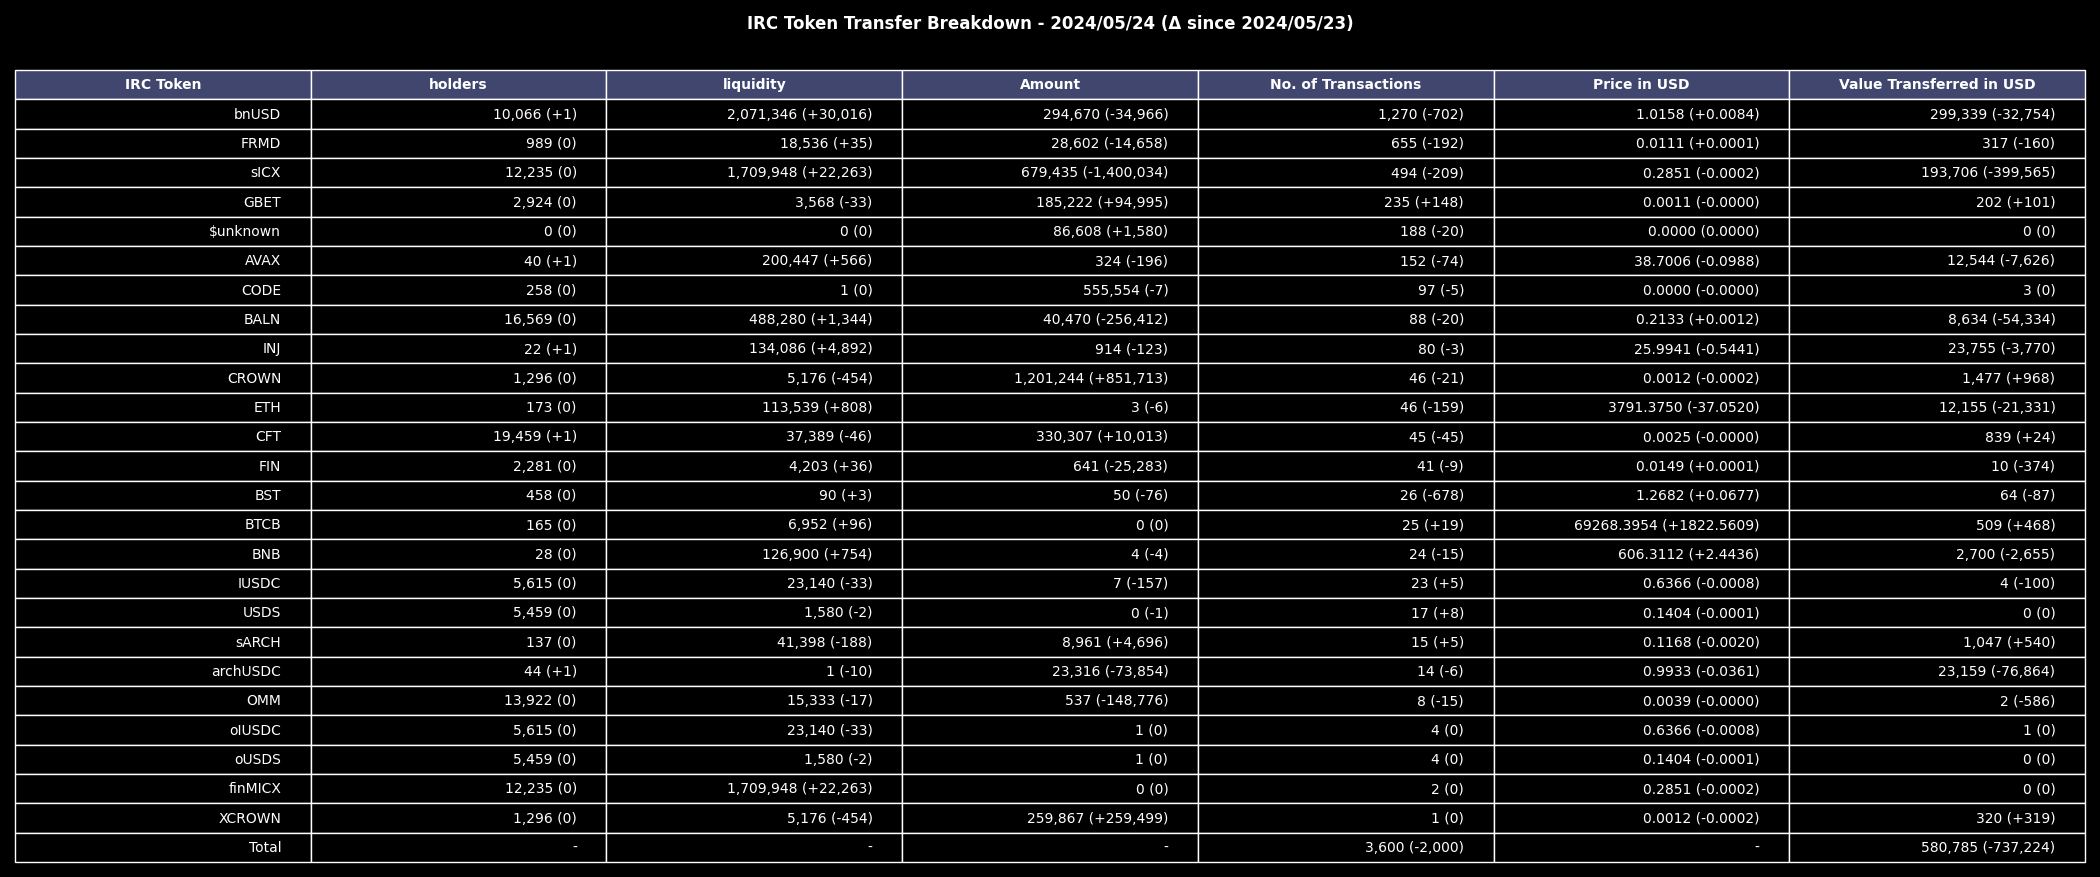 IRC Token Transfer Breakdown - 2024/05/24 (Δ since 2024/05/23)
IRC Token holders liquidity Amount No. of Transactions Price in USD Value Transferred in USD
bnUSD 10,066 (+1) 2,071,346 (+30,016) 294,670 (-34,966) 1,270 (-702) 1.0158 (+0.0084) 299,339 (-32,754)
FRMD 989 (0) 18,536 (+35) 28,602 (-14,658) 655 (-192) 0.0111 (+0.0001) 317 (-160)
sICX 12,235 (0) 1,709,948 (+22,263) 679,435 (-1,400,034) 494 (-209) 0.2851 (-0.0002) 193,706 (-399,565)
GBET 2,924 (0) 3,568 (-33) 185,222 (+94,995) 235 (+148) 0.0011 (-0.0000) 202 (+101)
$unknown 0 (0) 0 (0) 86,608 (+1,580) 188 (-20) 0.0000 (0.0000) 0 (0)
AVAX 40 (+1) 200,447 (+566) 324 (-196) 152 (-74) 38.7006 (-0.0988) 12,544 (-7,626)
CODE 258 (0) 1 (0) 555,554 (-7) 97 (-5) 0.0000 (-0.0000) 3 (0)
BALN 16,569 (0) 488,280 (+1,344) 40,470 (-256,412) 88 (-20) 0.2133 (+0.0012) 8,634 (-54,334)
INJ 22 (+1) 134,086 (+4,892) 914 (-123) 80 (-3) 25.9941 (-0.5441) 23,755 (-3,770)
CROWN 1,296 (0) 5,176 (-454) 1,201,244 (+851,713) 46 (-21) 0.0012 (-0.0002) 1,477 (+968)
ETH 173 (0) 113,539 (+808) 3 (-6) 46 (-159) 3791.3750 (-37.0520) 12,155 (-21,331)
CFT 19,459 (+1) 37,389 (-46) 330,307 (+10,013) 45 (-45) 0.0025 (-0.0000) 839 (+24)
FIN 2,281 (0) 4,203 (+36) 641 (-25,283) 41 (-9) 0.0149 (+0.0001) 10 (-374)
BST 458 (0) 90 (+3) 50 (-76) 26 (-678) 1.2682 (+0.0677) 64 (-87)
BTCB 165 (0) 6,952 (+96) 0 (0) 25 (+19) 69268.3954 (+1822.5609) 509 (+468)
BNB 28 (0) 126,900 (+754) 4 (-4) 24 (-15) 606.3112 (+2.4436) 2,700 (-2,655)
IUSDC 5,615 (0) 23,140 (-33) 7 (-157) 23 (+5) 0.6366 (-0.0008) 4 (-100)
USDS 5,459 (0) 1,580 (-2) 0 (-1) 17 (+8) 0.1404 (-0.0001) 0 (0)
sARCH 137 (0) 41,398 (-188) 8,961 (+4,696) 15 (+5) 0.1168 (-0.0020) 1,047 (+540)
archUSDC 44 (+1) 1 (-10) 23,316 (-73,854) 14 (-6) 0.9933 (-0.0361) 23,159 (-76,864)
OMM 13,922 (0) 15,333 (-17) 537 (-148,776) 8 (-15) 0.0039 (-0.0000) 2 (-586)
oIUSDC 5,615 (0) 23,140 (-33) 1 (0) 4 (0) 0.6366 (-0.0008) 1 (0)
oUSDS 5,459 (0) 1,580 (-2) 1 (0) 4 (0) 0.1404 (-0.0001) 0 (0)
finMICX 12,235 (0) 1,709,948 (+22,263) 0 (0) 2 (0) 0.2851 (-0.0002) 0 (0)
XCROWN 1,296 (0) 5,176 (-454) 259,867 (+259,499) 1 (0) 0.0012 (-0.0002) 320 (+319)
Total - - - 3,600 (-2,000) - 580,785 (-737,224)